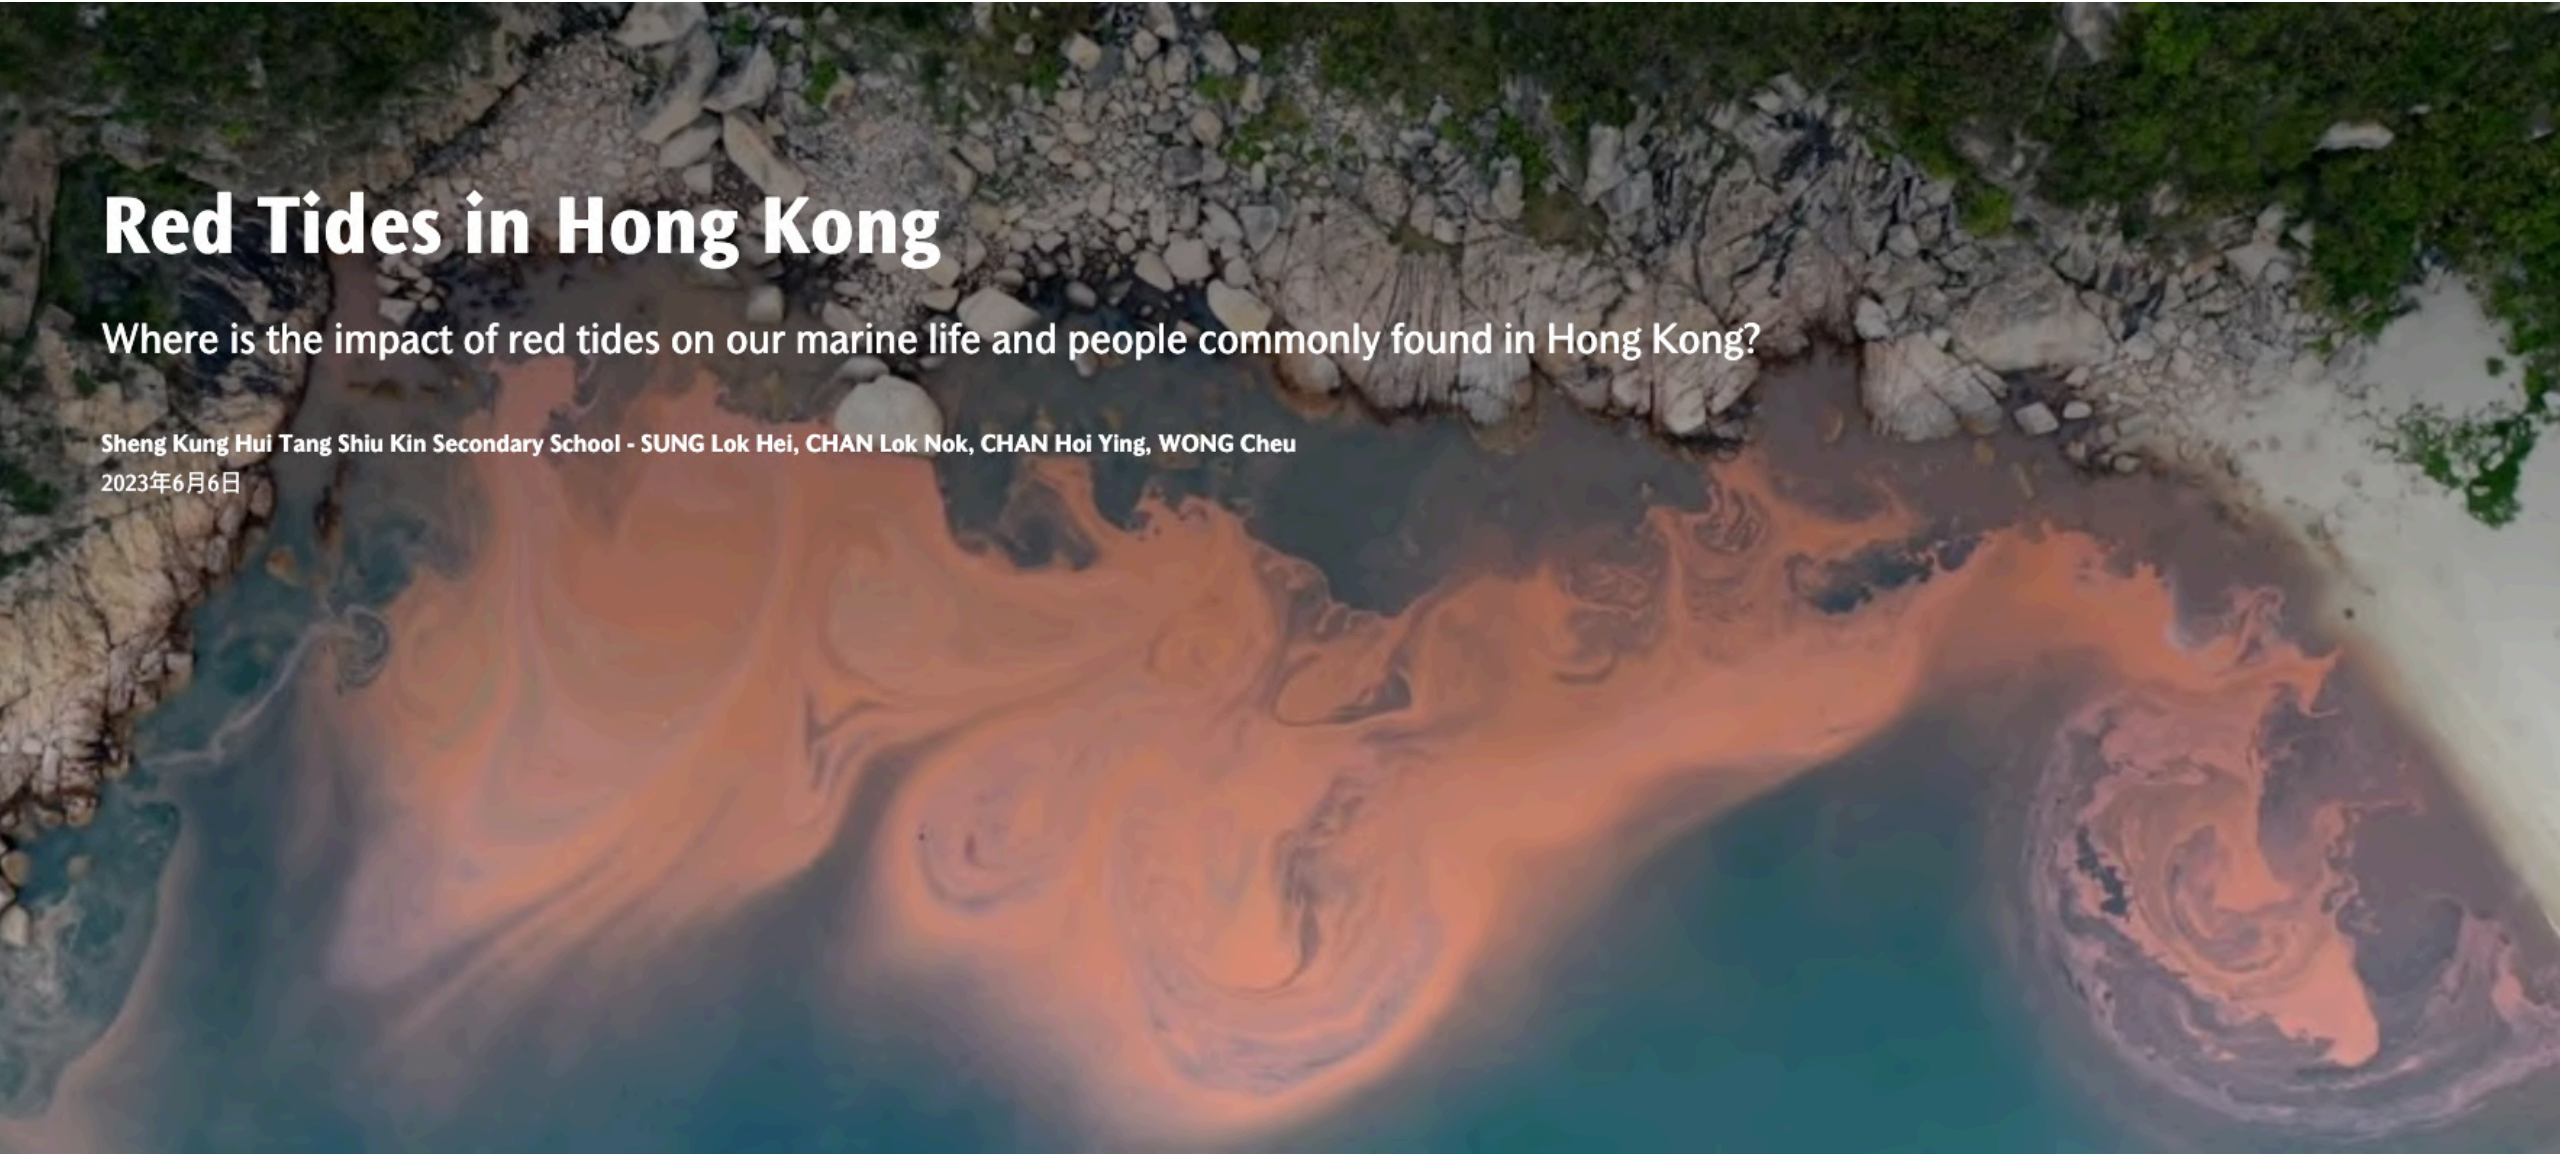 Red Tides in Hong Kong
Where is the impact of red tides on our marine life and people commonly found in Hong Kong?
Sheng Kung Hui Tang Shiu Kin Secondary School - SUNG Lok Hei, CHAN Lok Nok, CHAN Hoi Ying, WONG Cheu
2023年6月6日